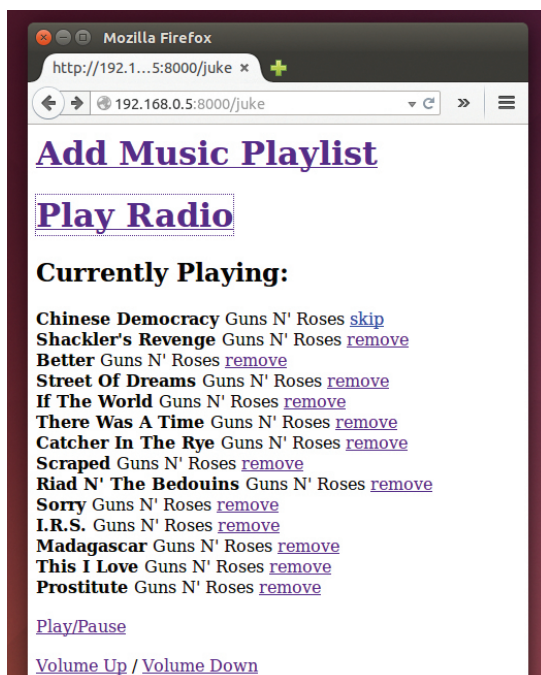 Mozilla Firefox
http://192.1...5:8000/juke ×
192.168.0.5:8000/juke
Add Music Playlist
Play Radio
Currently Playing:
Chinese Democracy Guns N' Roses skip
Shackler's Revenge Guns N' Roses remove
Better Guns N' Roses remove
Street Of Dreams Guns N' Roses remove
If The World Guns N' Roses remove
There Was A Time Guns N' Roses remove
Catcher In The Rye Guns N' Roses remove
Scraped Guns N' Roses remove
Riad N' The Bedouins Guns N' Roses remove
Sorry Guns N' Roses remove
I.R.S. Guns N' Roses remove
Madagascar Guns N' Roses remove
This I Love Guns N' Roses remove
Prostitute Guns N' Roses remove
Play/Pause
Volume Up / Volume Down